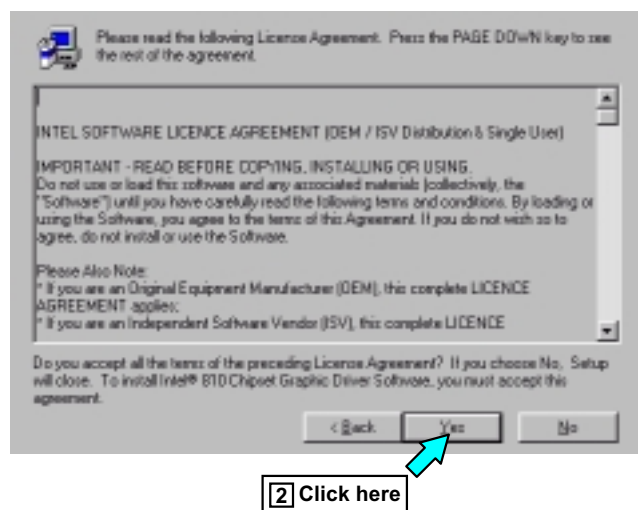 Please read the following License Agreement. Press the PAGE DOWN key to see
the rest of the agreement.
INTEL SOFTWARE LICENCE AGREEMENT (OEM / ISV Distribution & Single User)
IMPORTANT - READ BEFORE COPYING, INSTALLING OR USING.
Do not use or load this software and any associated materials (collectively, the
"Software") until you have carefully read the following terms and conditions. By loading or
using the Software, you agree to the terms of this Agreement. If you do not wish to so
agree, do not install or use the Software.
Please Also Note:
* If you are an Original Equipment Manufacturer (OEM), this complete LICENCE
AGREEMENT applies;
* If you are an Independent Software Vendor (ISV), this complete LICENCE
Do you accept all the terms of the preceding License Agreement? If you choose No, Setup
will close. To install Intel® 810 Chipset Graphic Driver Software, you must accept this
agreement.
< Back Yes No
2 Click here